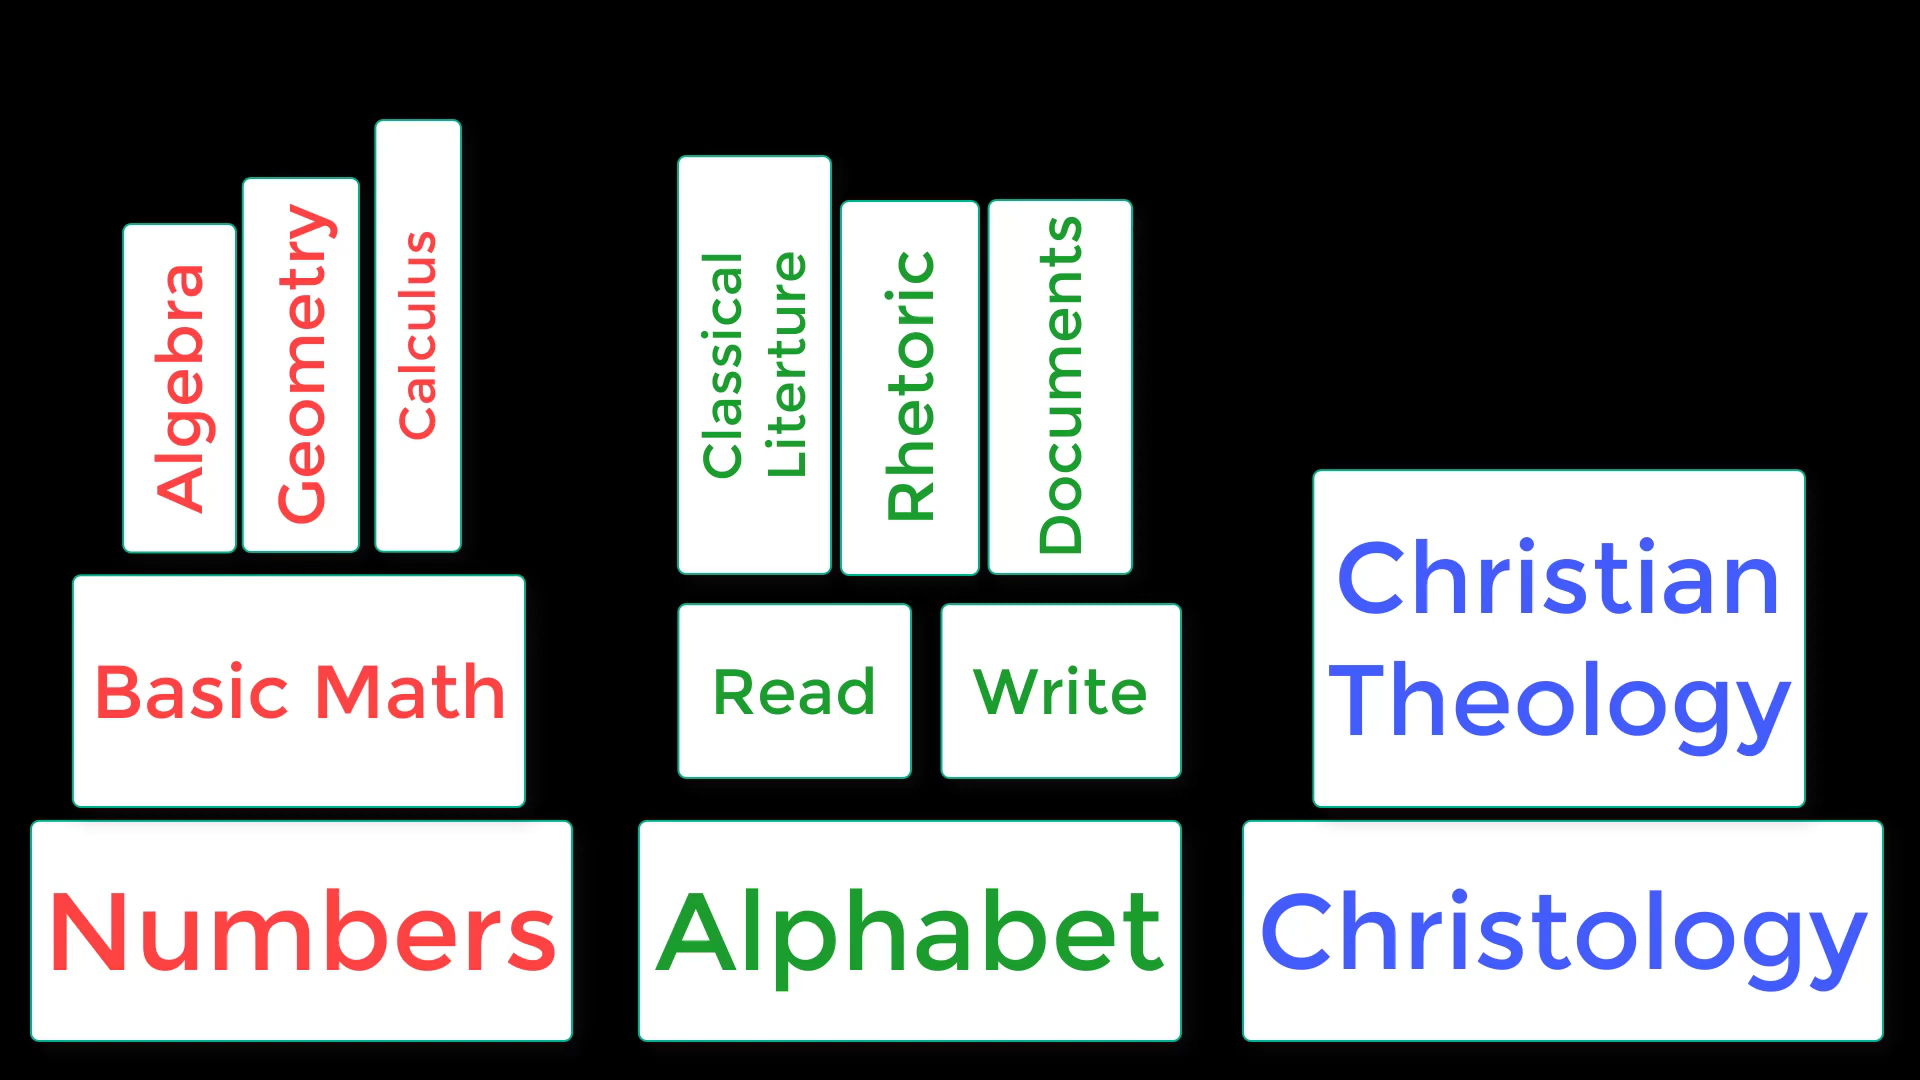 Algebra
Geometry
Calculus
Basic Math
Numbers
Classical
Literture
Rhetoric
Documents
Read
Write
Alphabet
Christian
Theology
Christology